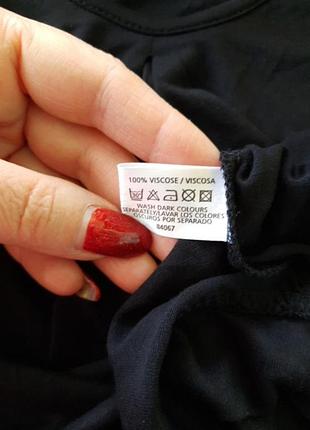 100% VISCOSE / VISCOSA
WASH DARK COLOURS
SEPARATELY/LAVAR LOS COLORES
OSCUROS POR SEPARADO
84067